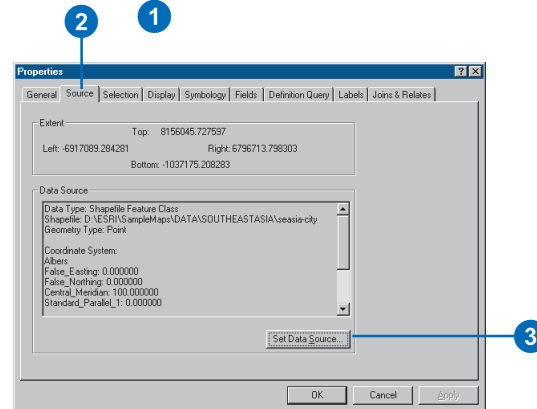 2 1
Properties
General Source Selection Display Symbology Fields Definition Query Labels Joins & Relates
Extent
Top: 8156045.727597
Left: -6917089.284281 Right: 6796713.798303
Bottom: -1037175.208283
Data Source
Data Type: Shapefile Feature Class
Shapefile: D:\ESRI\SampleMaps\DATA\SOUTHEASTASIA\seasia-city
Geometry Type: Point
Coordinate System:
Albers
False_Easting: 0.000000
False_Northing: 0.000000
Central_Meridian: 100.000000
Standard_Parallel_1: 0.000000
Set Data Source... 3
OK Cancel Apply